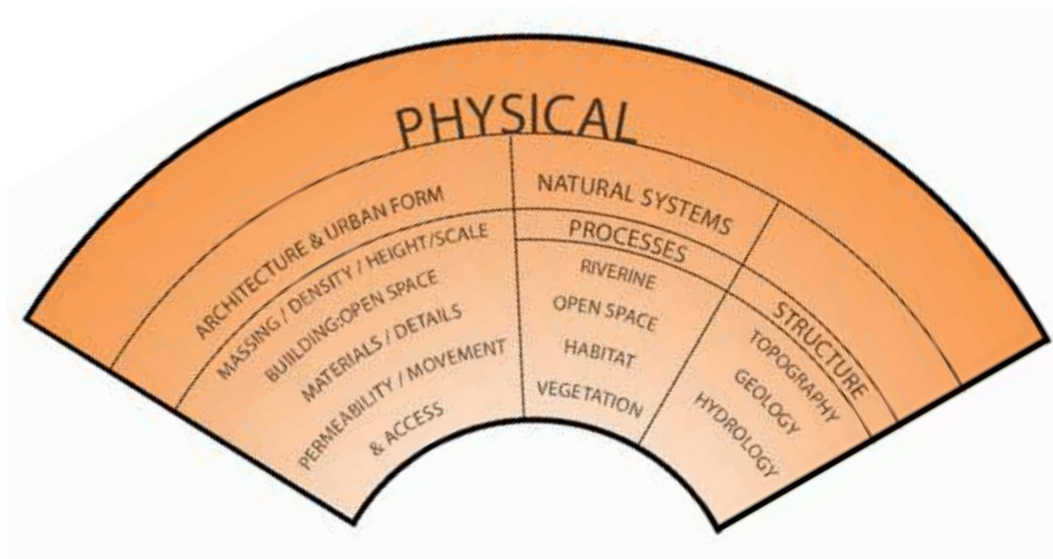 PHYSICAL
ARCHITECTURE & URBAN FORM
MASSING / DENSITY / HEIGHT/SCALE
BUILDING:OPEN SPACE
MATERIALS / DETAILS
PERMEABILITY / MOVEMENT
& ACCESS
NATURAL SYSTEMS
PROCESSES
RIVERINE
OPEN SPACE
HABITAT
VEGETATION
STRUCTURE
TOPOGRAPHY
GEOLOGY
HYDROLOGY